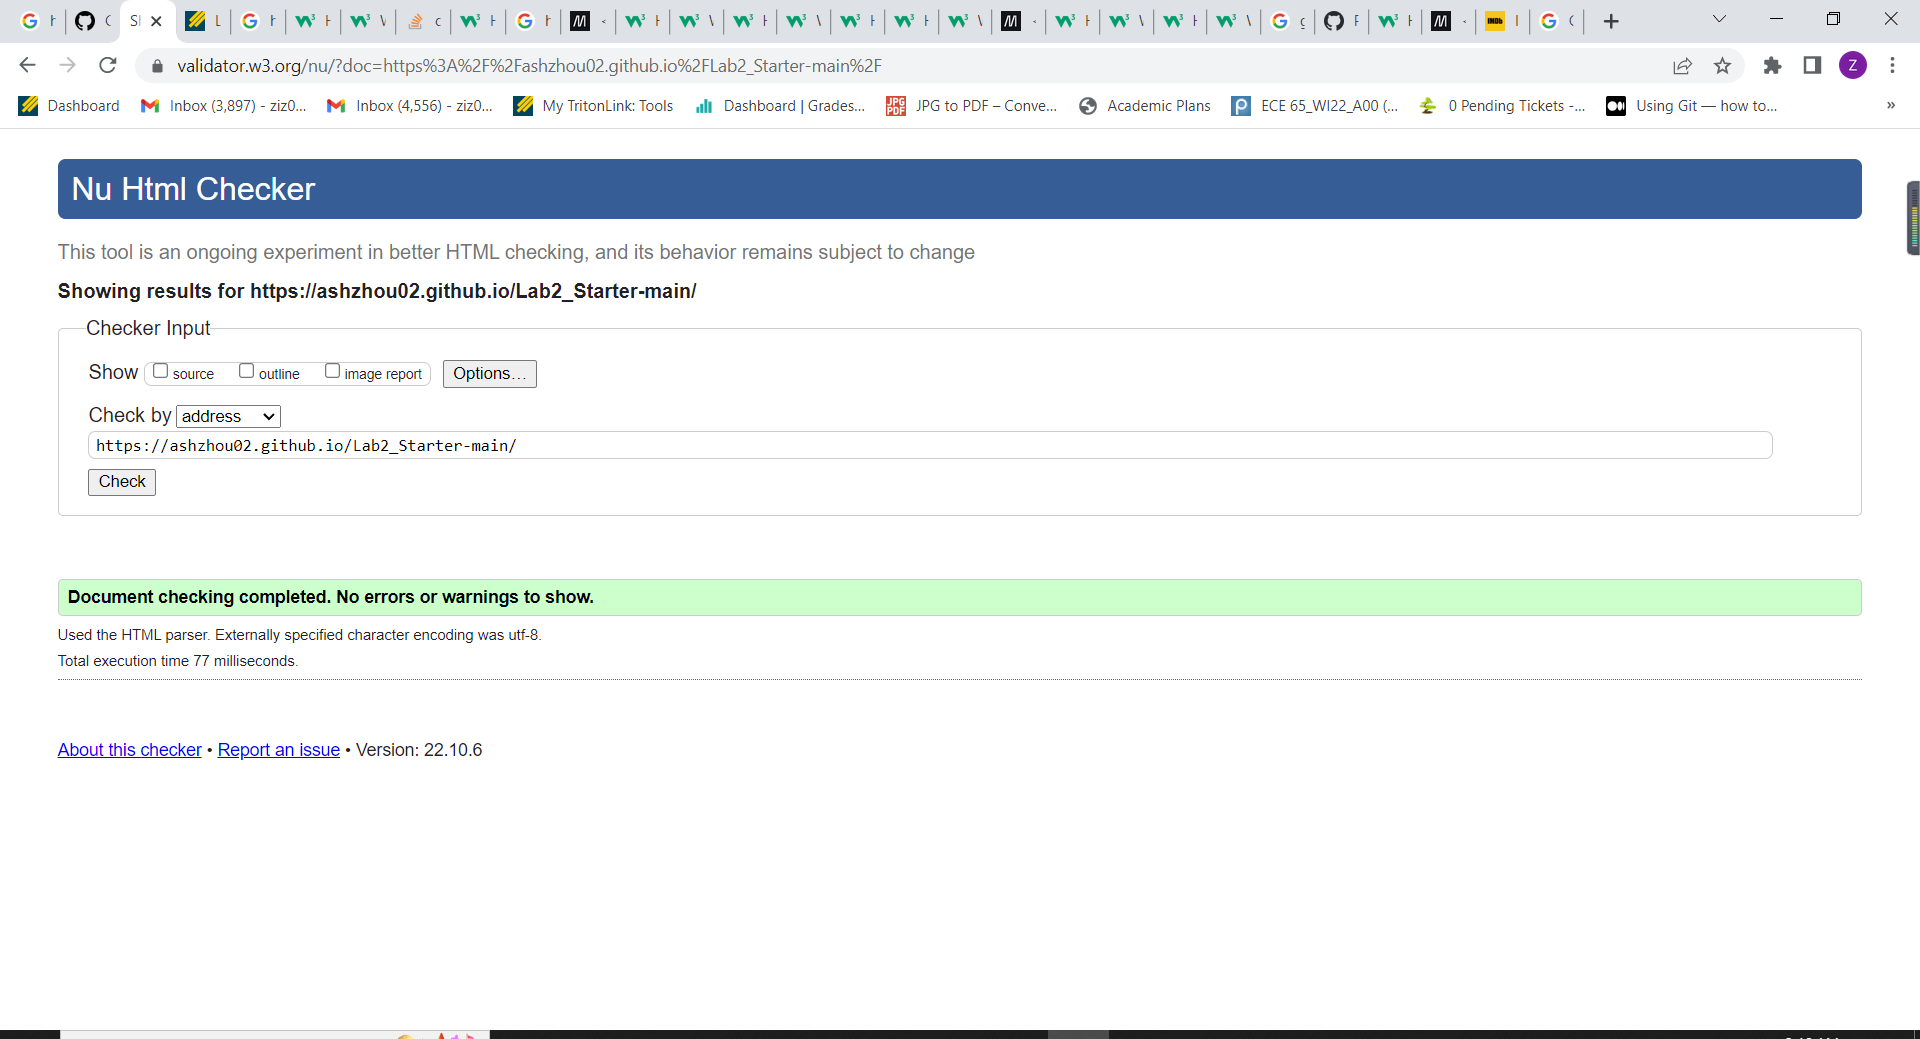 validator.w3.org/nu/?doc=https%3A%2F%2Fashzhou02.github.io%2FLab2_Starter-main%2F
Z
Dashboard
Inbox (3,897) - ziz0...
Inbox (4,556) - ziz0...
My TritonLink: Tools
Dashboard | Grades...
JPG to PDF – Conve...
Academic Plans
ECE 65_WI22_A00 (...
0 Pending Tickets -...
Using Git — how to...
»
Nu Html Checker
This tool is an ongoing experiment in better HTML checking, and its behavior remains subject to change
Showing results for https://ashzhou02.github.io/Lab2_Starter-main/
Checker Input
Show source outline image report Options...
Check by address
https://ashzhou02.github.io/Lab2_Starter-main/
Check
Document checking completed. No errors or warnings to show.
Used the HTML parser. Externally specified character encoding was utf-8.
Total execution time 77 milliseconds.
About this checker • Report an issue • Version: 22.10.6